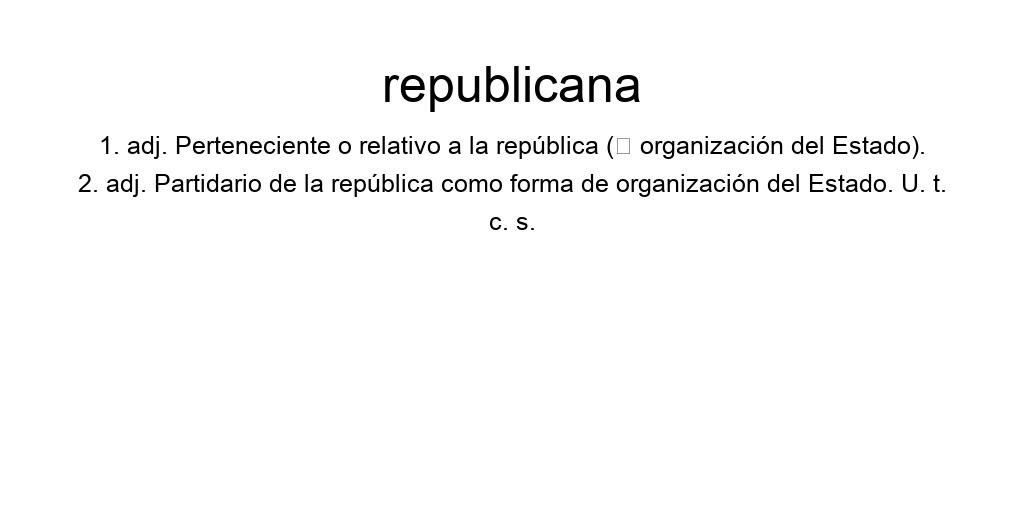 republicana
1. adj. Perteneciente o relativo a la república (□ organización del Estado).
2. adj. Partidario de la república como forma de organización del Estado. U. t.
c. s.